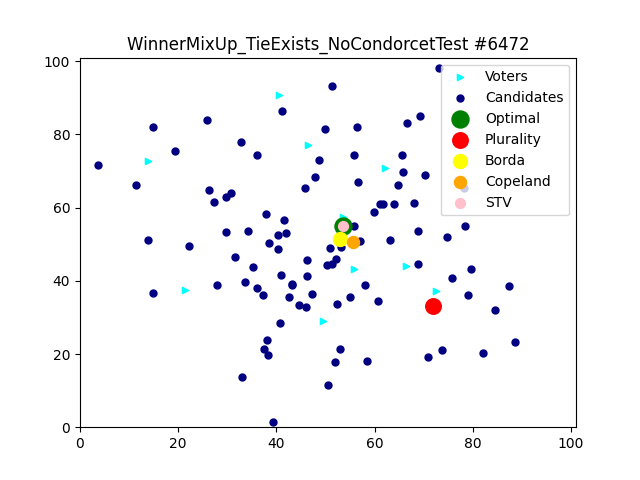 WinnerMixUp_TieExists_NoCondorcetTest #6472
100
80
60
40
20
0
0
20
40
60
80
100
Voters
Candidates
Optimal
Plurality
Borda
Copeland
STV